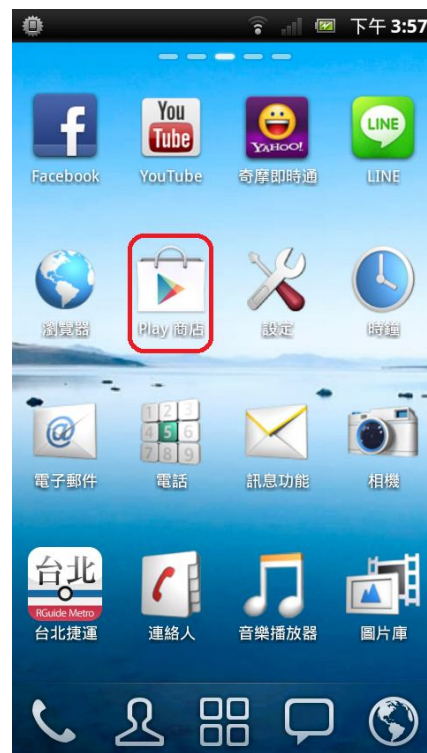 下午 3:57
You
Tube
YAHOO!
LINE
Facebook
YouTube
奇摩即時通
LINE
瀏覽器
Play 商店
設定
時鐘
1 2 3
4 5 6
7 8 9
電子郵件
電話
訊息功能
相機
台北
RGuide Metro
台北捷運
連絡人
音樂播放器
圖片庫